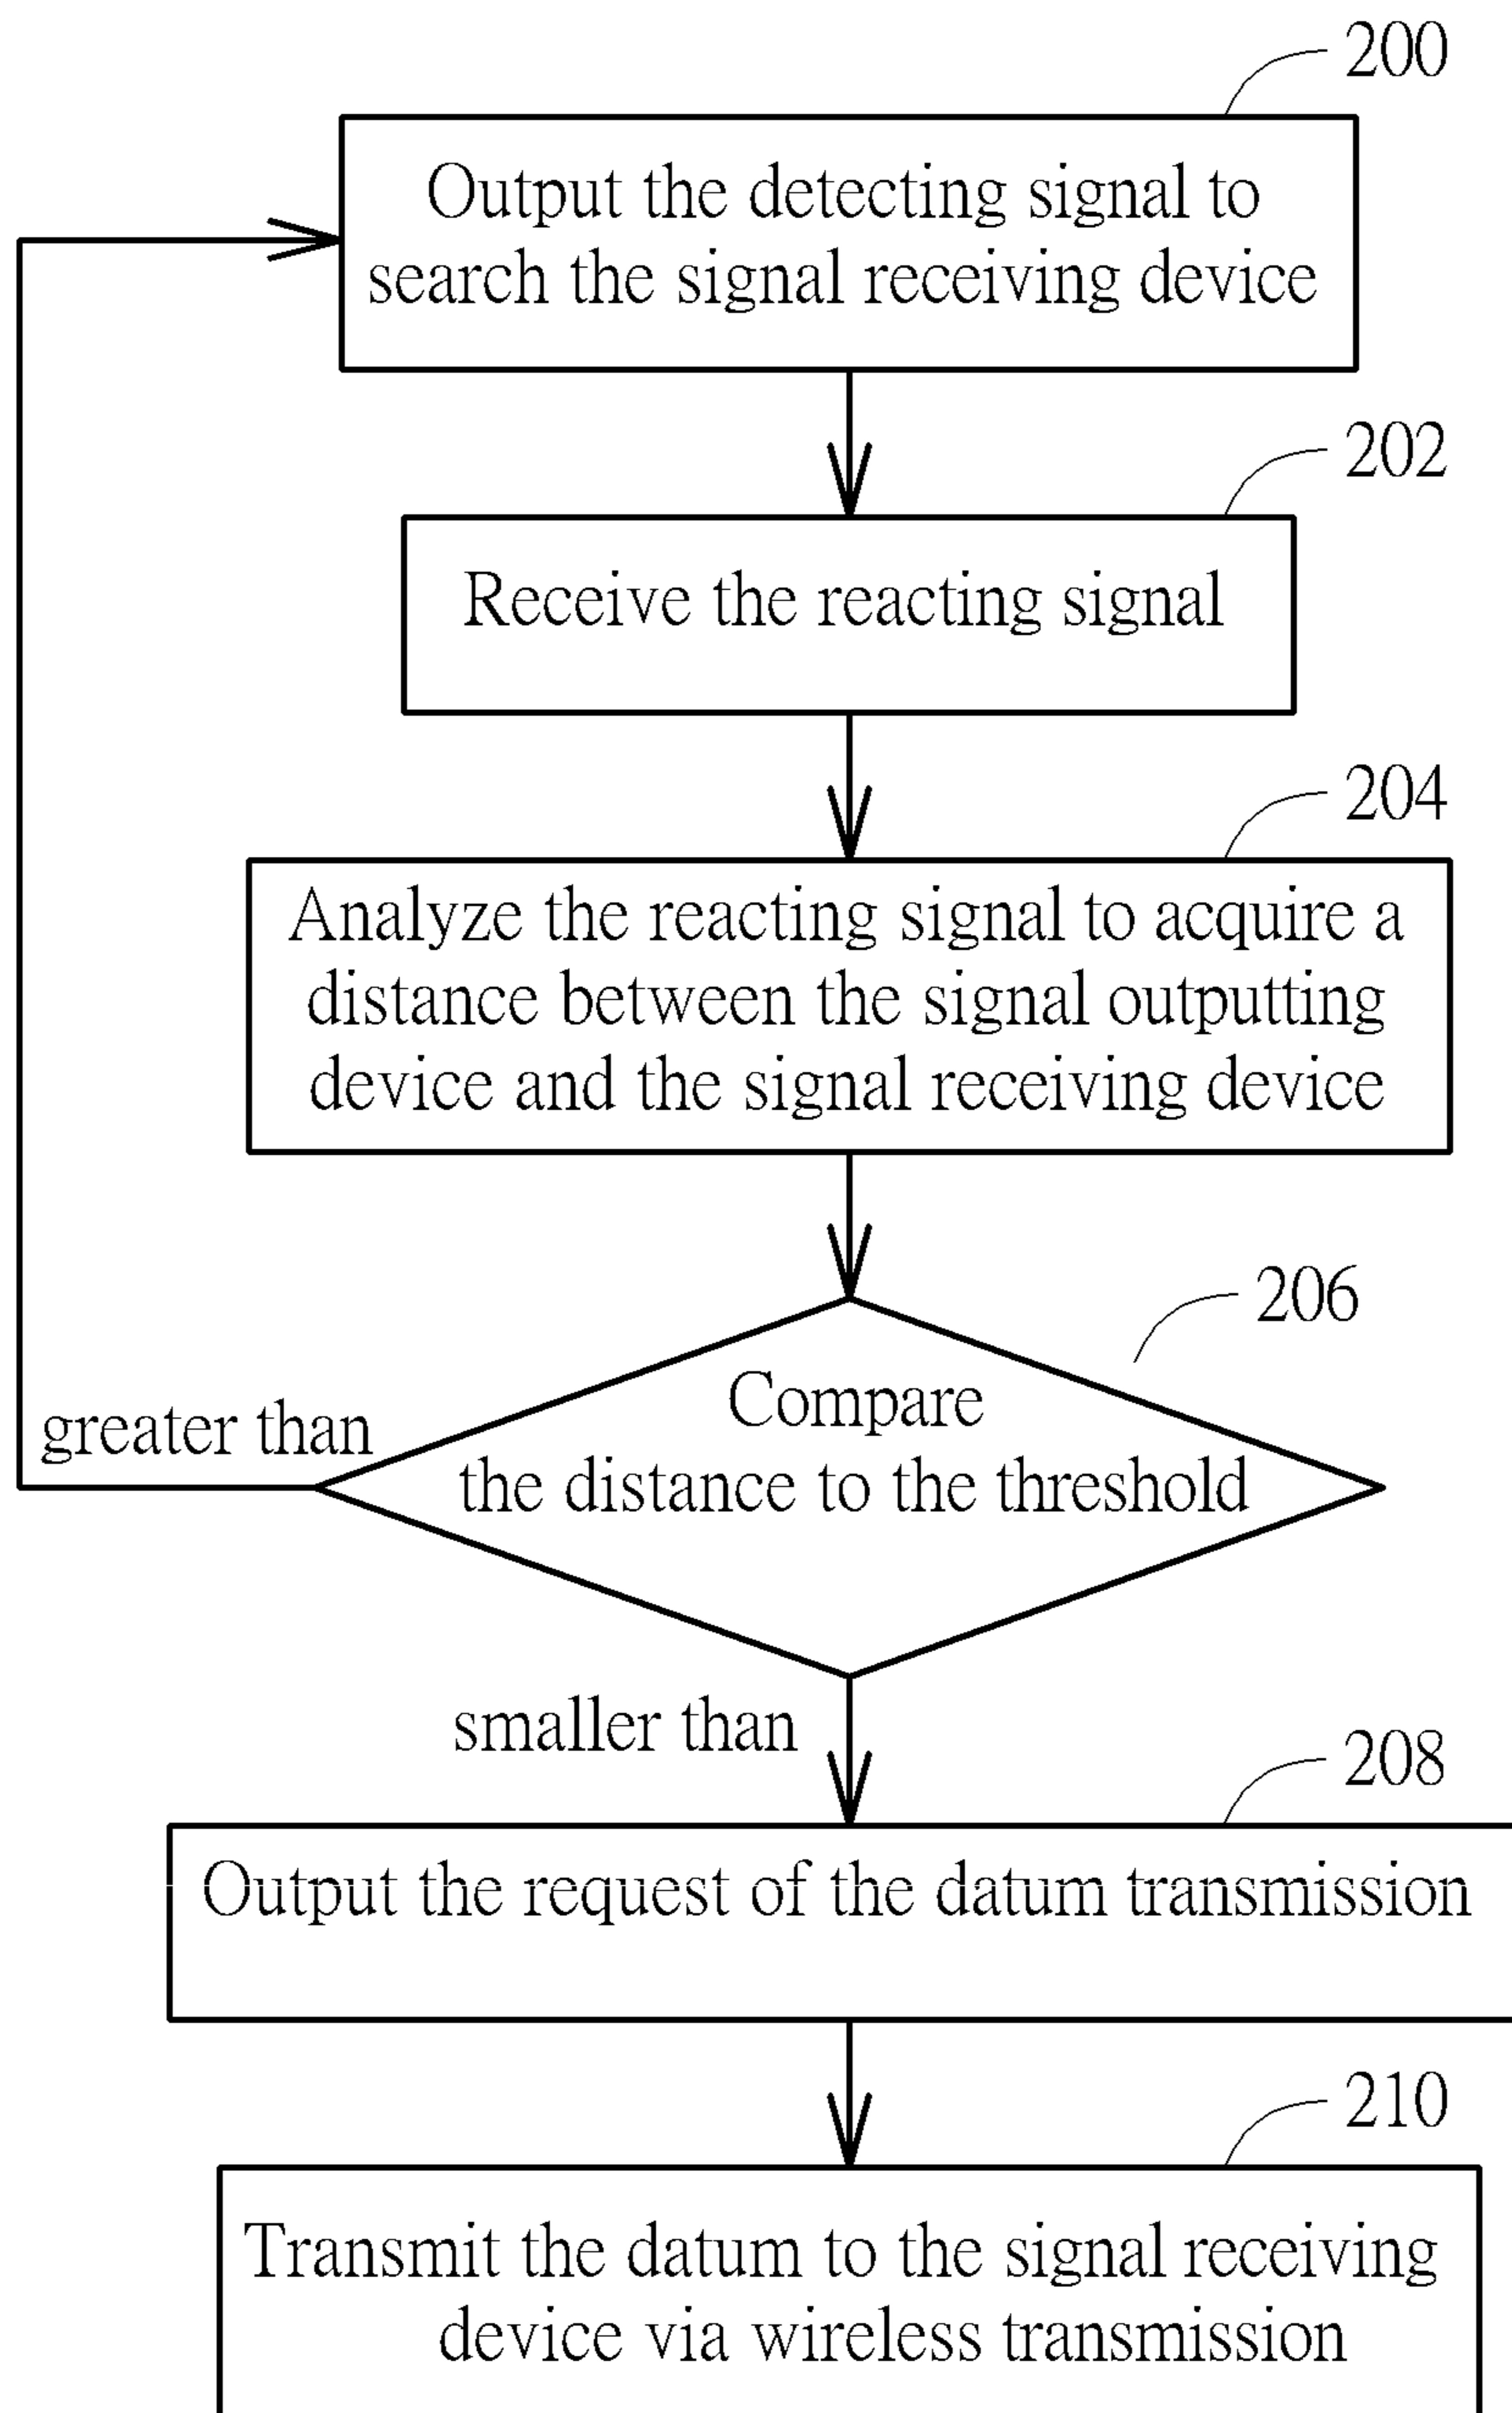 200
Output the detecting signal to
search the signal receiving device
202
Receive the reacting signal
204
Analyze the reacting signal to acquire a
distance between the signal outputting
device and the signal receiving device
206
Compare
the distance to the threshold
greater than
smaller than
208
Output the request of the datum transmission
210
Transmit the datum to the signal receiving
device via wireless transmission